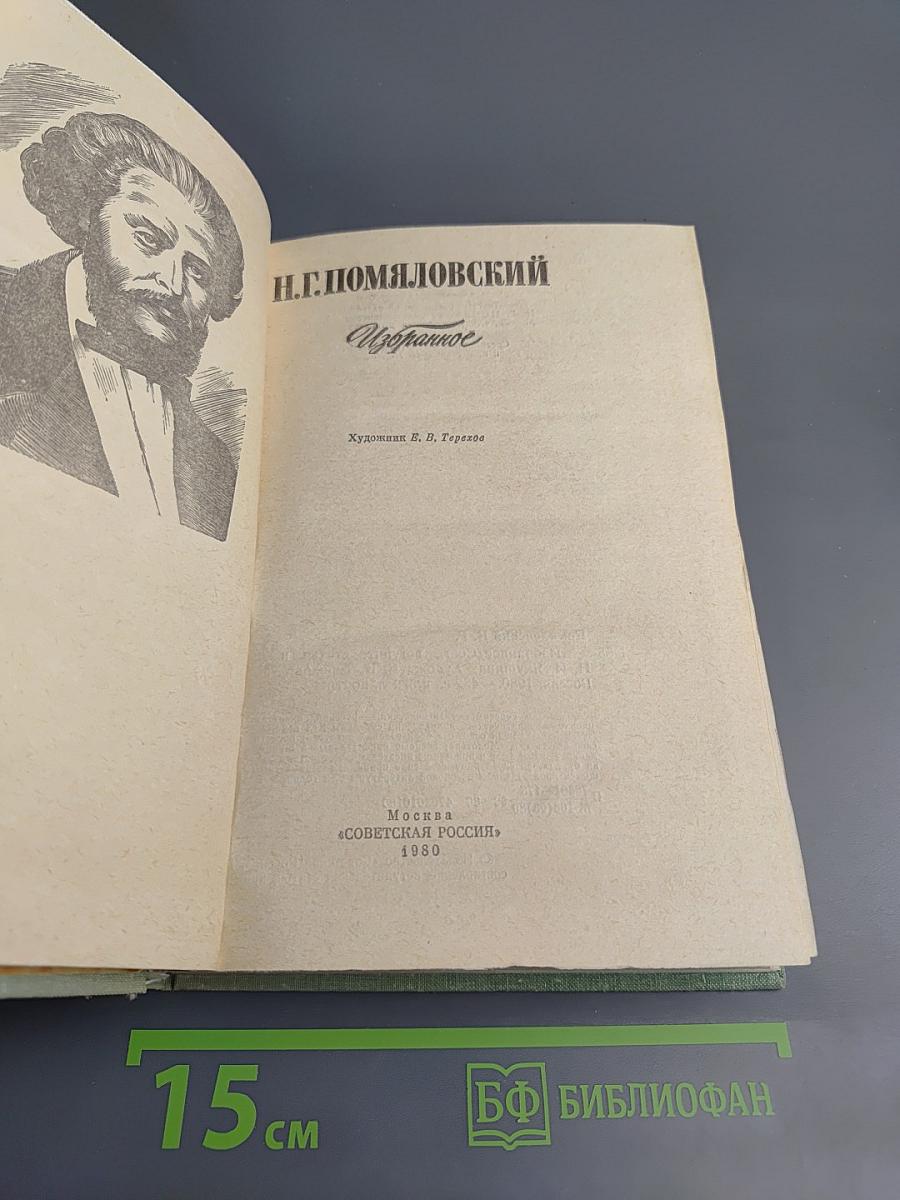 Н.Г.ПОМЯЛОВСКИЙ
Избранное
Художник Е. В. Терехов
Москва
«СОВЕТСКАЯ РОССИЯ»
1980
15 см
БФ БИБЛИОФАН